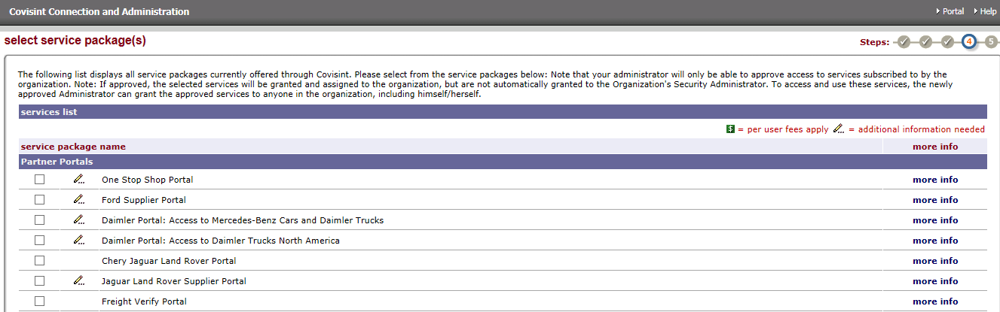 Covisint Connection and Administration
Portal Help
select service package(s)
Steps: 4 5
The following list displays all service packages currently offered through Covisint. Please select from the service packages below: Note that your administrator will only be able to approve access to services subscribed to by the
organization. Note: If approved, the selected services will be granted and assigned to the organization, but are not automatically granted to the Organization's Security Administrator. To access and use these services, the newly
approved Administrator can grant the approved services to anyone in the organization, including himself/herself.
services list
$ = per user fees apply = additional information needed
service package name more info
Partner Portals
One Stop Shop Portal more info
Ford Supplier Portal more info
Daimler Portal: Access to Mercedes-Benz Cars and Daimler Trucks more info
Daimler Portal: Access to Daimler Trucks North America more info
Chery Jaguar Land Rover Portal more info
Jaguar Land Rover Supplier Portal more info
Freight Verify Portal more info